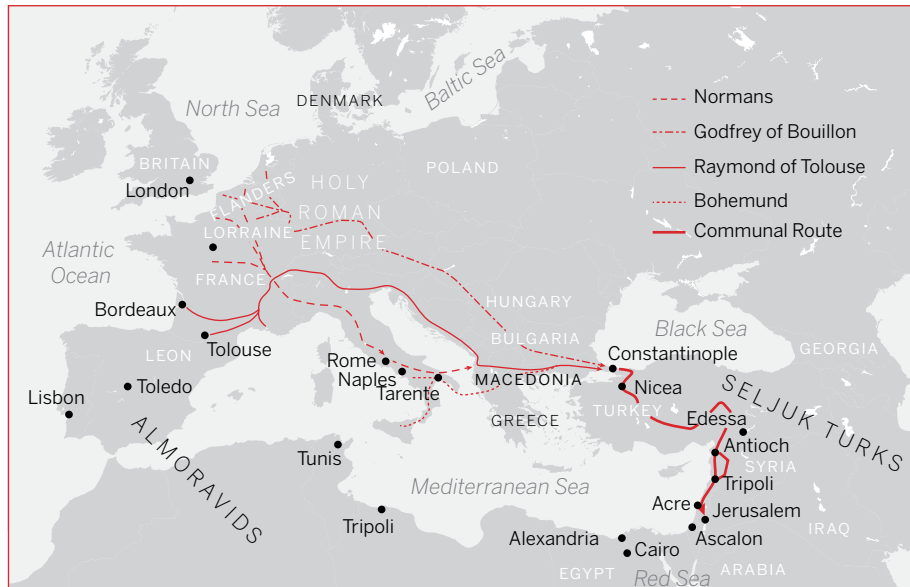 North Sea
DENMARK
Baltic Sea
BRITAIN
London
POLAND
FLANDERS
HOLY
ROMAN
EMPIRE
LORRAINE
Atlantic
Ocean
FRANCE
Bordeaux
HUNGARY
BULGARIA
Black Sea
GEORGIA
LEON
Tolouse
Rome
Naples
Tarente
MACEDONIA
Constantinople
Nicea
Toledo
Lisbon
TURKEY
GREECE
Edessa
SELJUK TURKS
ALMORAVIDS
Tunis
Antioch
SYRIA
Mediterranean Sea
Tripoli
Tripoli
Acre
Jerusalem
IRAQ
Alexandria
Ascalon
Cairo
EGYPT
Red Sea
ARABIA
Normans
Godfrey of Bouillon
Raymond of Tolouse
Bohemund
Communal Route